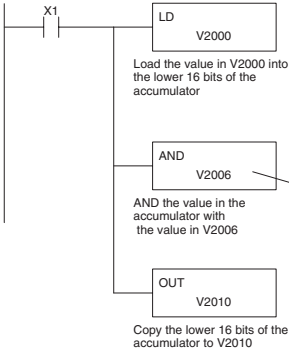 X1
LD
V2000
Load the value in V2000 into
the lower 16 bits of the
accumulator
AND
V2006
AND the value in the
accumulator with
the value in V2006
OUT
V2010
Copy the lower 16 bits of the
accumulator to V2010